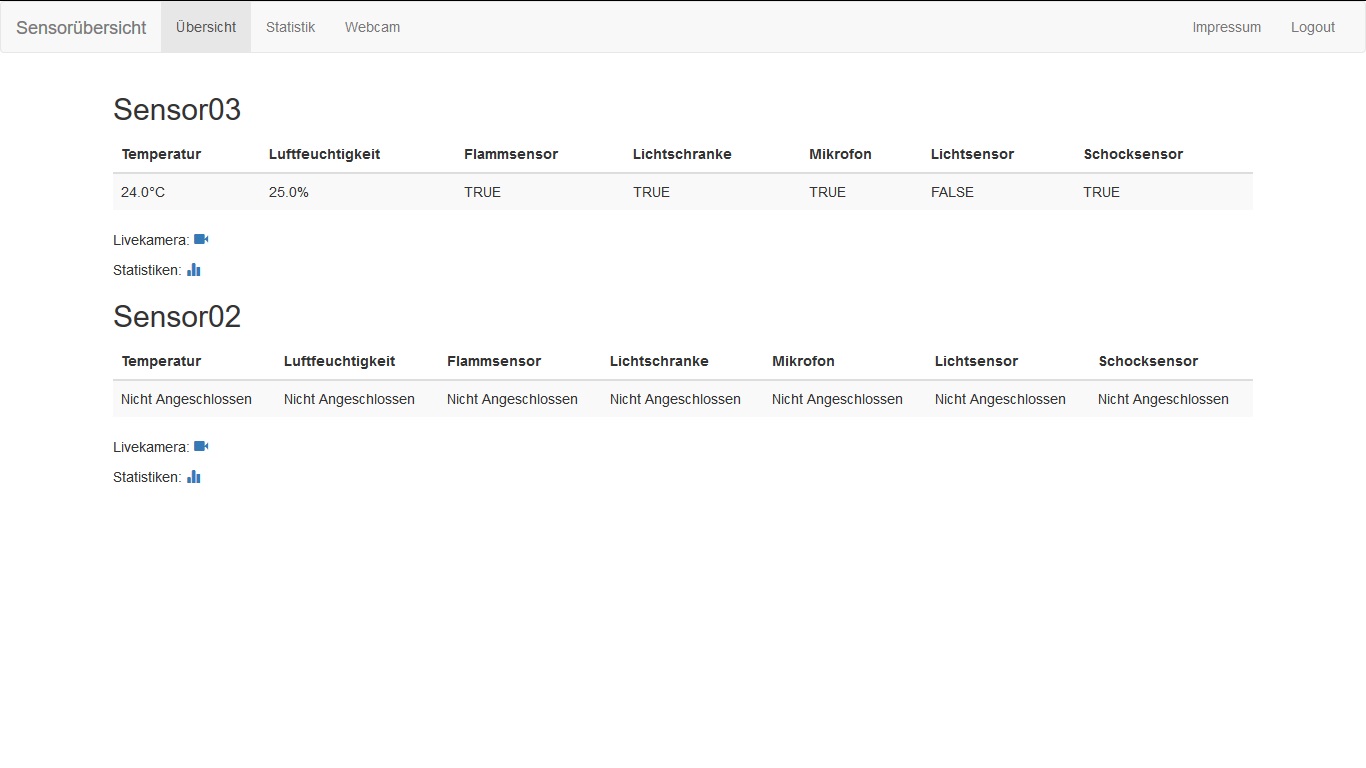 Sensorübersicht Übersicht Statistik Webcam Impressum Logout
Sensor03
Temperatur Luftfeuchtigkeit Flammsensor Lichtschranke Mikrofon Lichtsensor Schocksensor
24.0°C 25.0% TRUE TRUE TRUE FALSE TRUE
Livekamera:
Statistiken:
Sensor02
Temperatur Luftfeuchtigkeit Flammsensor Lichtschranke Mikrofon Lichtsensor Schocksensor
Nicht Angeschlossen Nicht Angeschlossen Nicht Angeschlossen Nicht Angeschlossen Nicht Angeschlossen Nicht Angeschlossen Nicht Angeschlossen
Livekamera:
Statistiken: